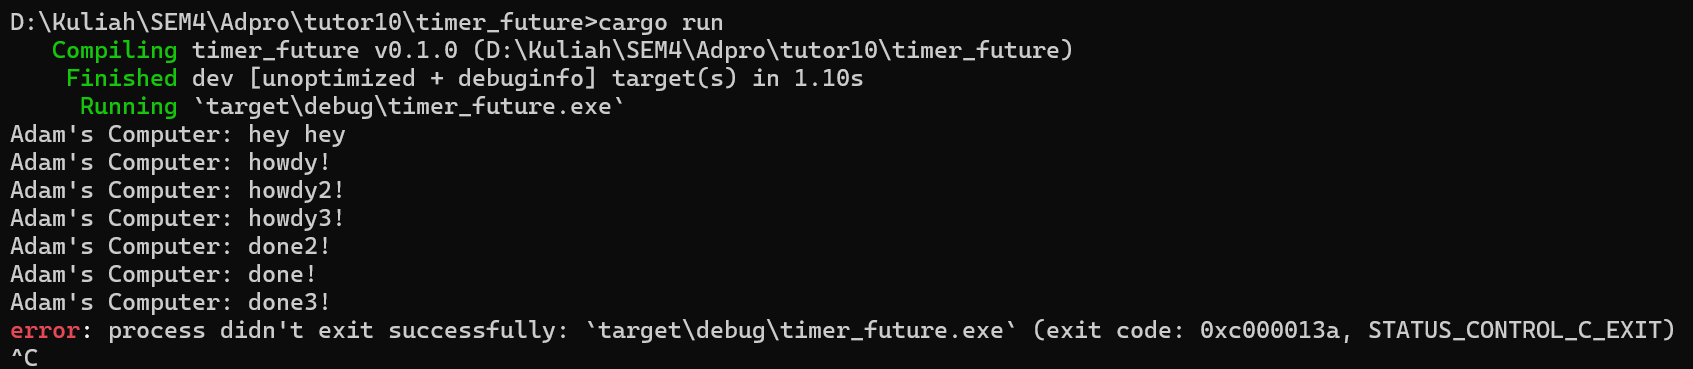 D:\Kuliah\SEM4\Adpro\tutor10\timer_future>cargo run
   Compiling timer_future v0.1.0 (D:\Kuliah\SEM4\Adpro\tutor10\timer_future)
    Finished dev [unoptimized + debuginfo] target(s) in 1.10s
     Running `target\debug\timer_future.exe`
Adam's Computer: hey hey
Adam's Computer: howdy!
Adam's Computer: howdy2!
Adam's Computer: howdy3!
Adam's Computer: done2!
Adam's Computer: done!
Adam's Computer: done3!
error: process didn't exit successfully: `target\debug\timer_future.exe` (exit code: 0xc000013a, STATUS_CONTROL_C_EXIT)
^C